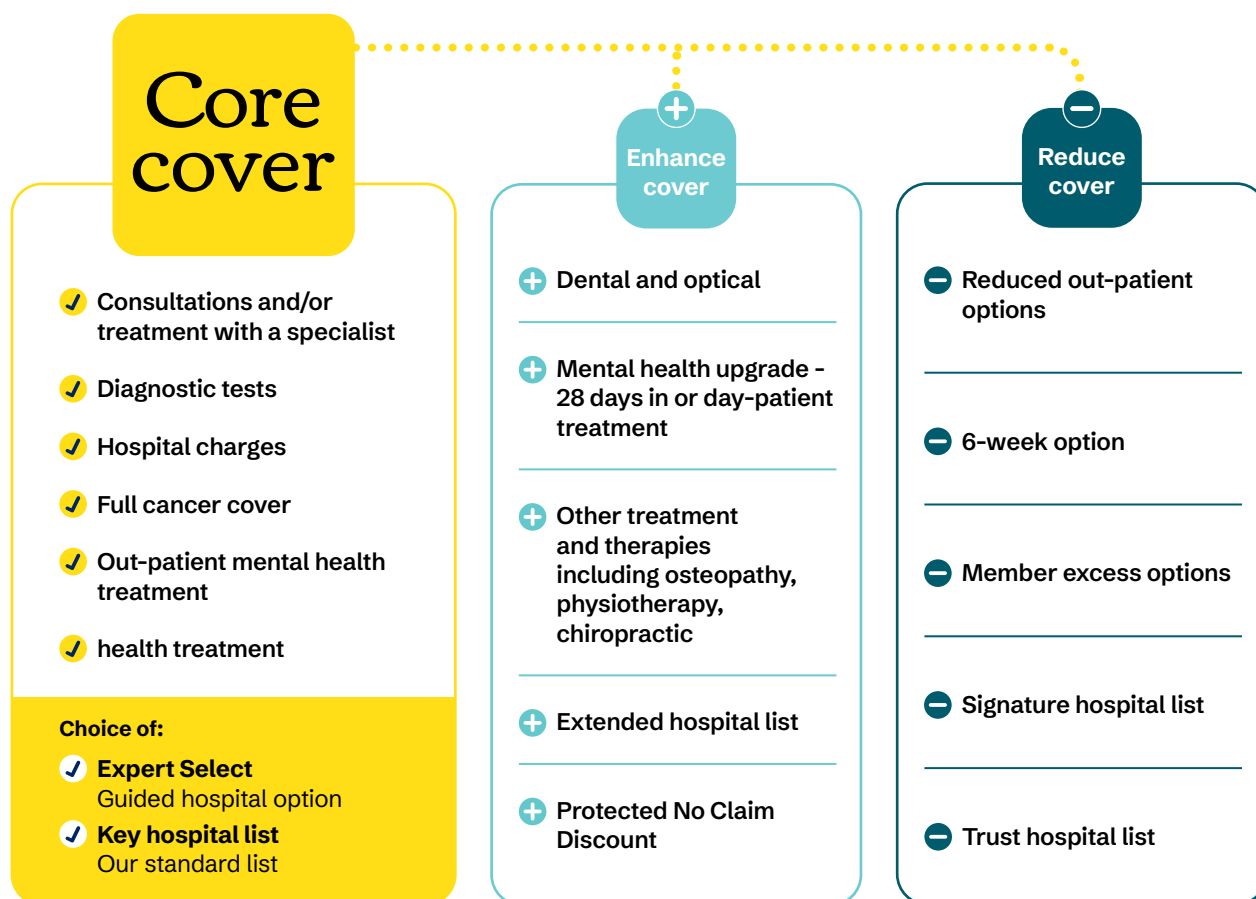 Core
cover
Consultations and/or
treatment with a specialist
Diagnostic tests
Hospital charges
Full cancer cover
Out-patient mental health
treatment
health treatment
Choice of:
Expert Select
Guided hospital option
Key hospital list
Our standard list
Enhance
cover
Dental and optical
Mental health upgrade -
28 days in or day-patient
treatment
Other treatment
and therapies
including osteopathy,
physiotherapy,
chiropractic
Extended hospital list
Protected No Claim
Discount
Reduce
cover
Reduced out-patient
options
6-week option
Member excess options
Signature hospital list
Trust hospital list